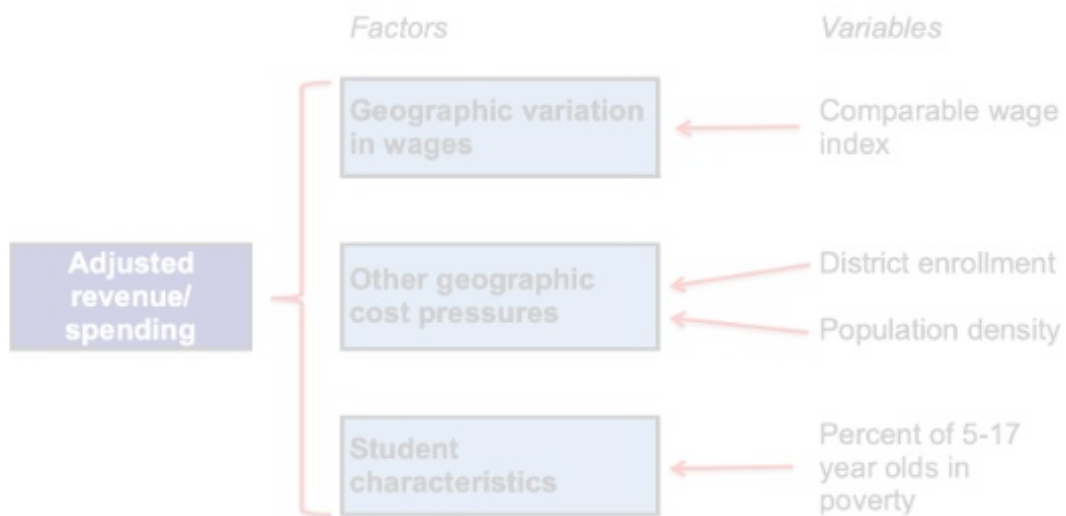 Factors
Variables
Geographic variation
in wages
Comparable wage
index
Adjusted
revenue/
spending
Other geographic
cost pressures
District enrollment
Population density
Student
characteristics
Percent of 5-17
year olds in
poverty